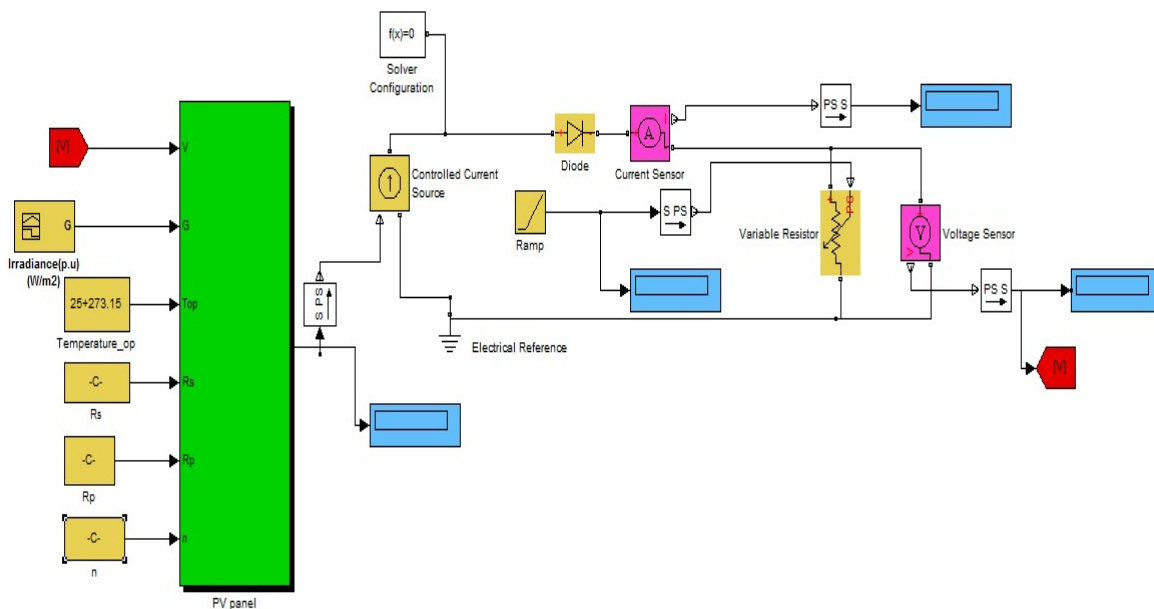 f(x)=0
Solver
Configuration
[V]
V
G
G
Irradiance(p.u)
(W/m2)
25+273.15
Top
Temperature_op
-C-
Rs
Rs
-C-
Rp
Rp
-C-
n
n
PV panel
S PS
Controlled Current
Source
Electrical Reference
Ramp
S PS
Diode
A
I
Current Sensor
PS S
Variable Resistor
PS
V
V
Voltage Sensor
PS S
[V]